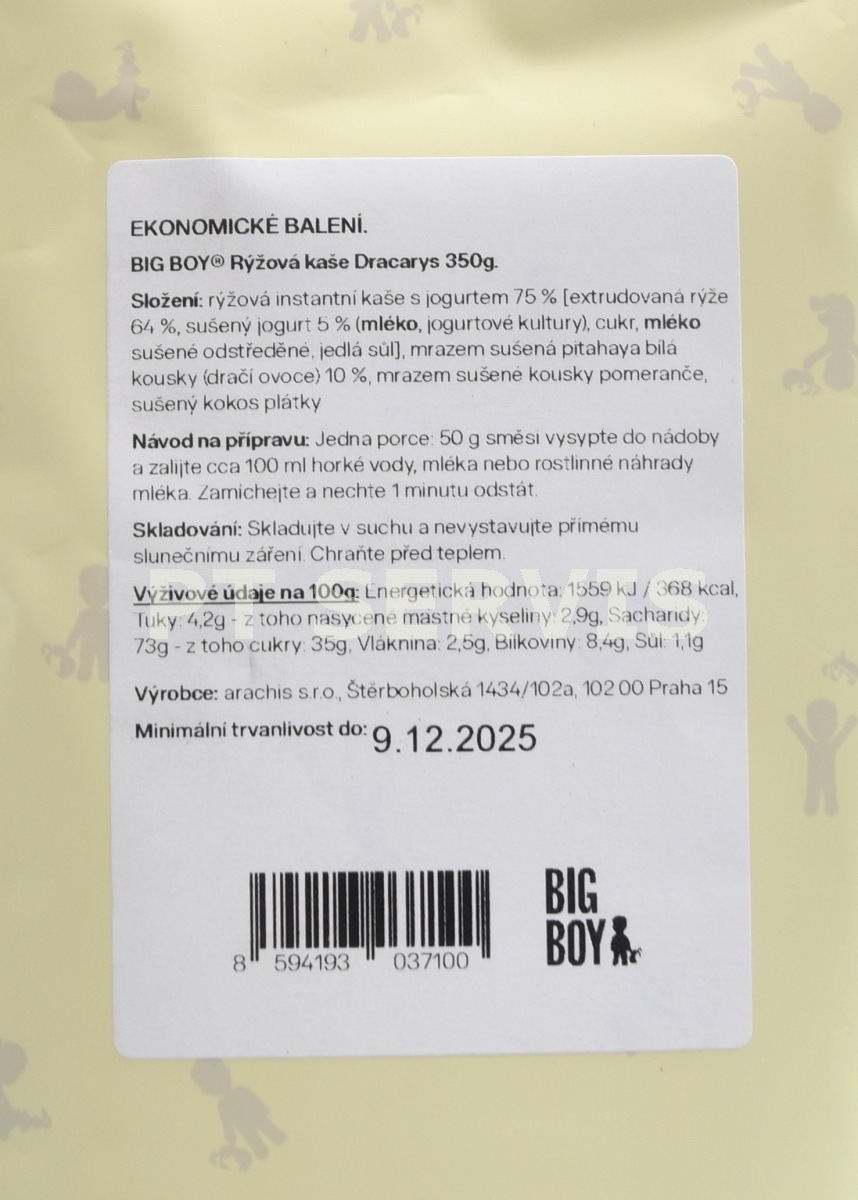 EKONOMICKÉ BALENÍ.
BIG BOY® Rýžová kaše Dracarys 350g.
Složení: rýžová instantní kaše s jogurtem 75 % [extrudovaná rýže
64 %, sušený jogurt 5 % (mléko, jogurtové kultury), cukr, mléko
sušené odstředěné, jedlá sůl], mrazem sušená pitahaya bílá
kousky (dračí ovoce) 10 %, mrazem sušené kousky pomeranče,
sušený kokos plátky
Návod na přípravu: Jedna porce: 50 g směsi vysypte do nádoby
a zalijte cca 100 ml horké vody, mléka nebo rostlinné náhrady
mléka. Zamíchejte a nechte 1 minutu odstát.
Skladování: Skladujte v suchu a nevystavujte přímému
slunečnímu záření. Chraňte před teplem.
PT SERVIS
Výživové údaje na 100g: Energetická hodnota: 1559 kJ / 368 kcal,
Tuky: 4,2g - z toho nasycené mastné kyseliny: 2,9g, Sacharidy:
73g - z toho cukry: 35g, Vláknina: 2,5g, Bílkoviny: 8,4g, Sůl: 1,1g
Výrobce: arachis s.r.o., Štěrboholská 1434/102a, 102 00 Praha 15
Minimální trvanlivost do: 9.12.2025
8 594193 037100
BIG
BOY